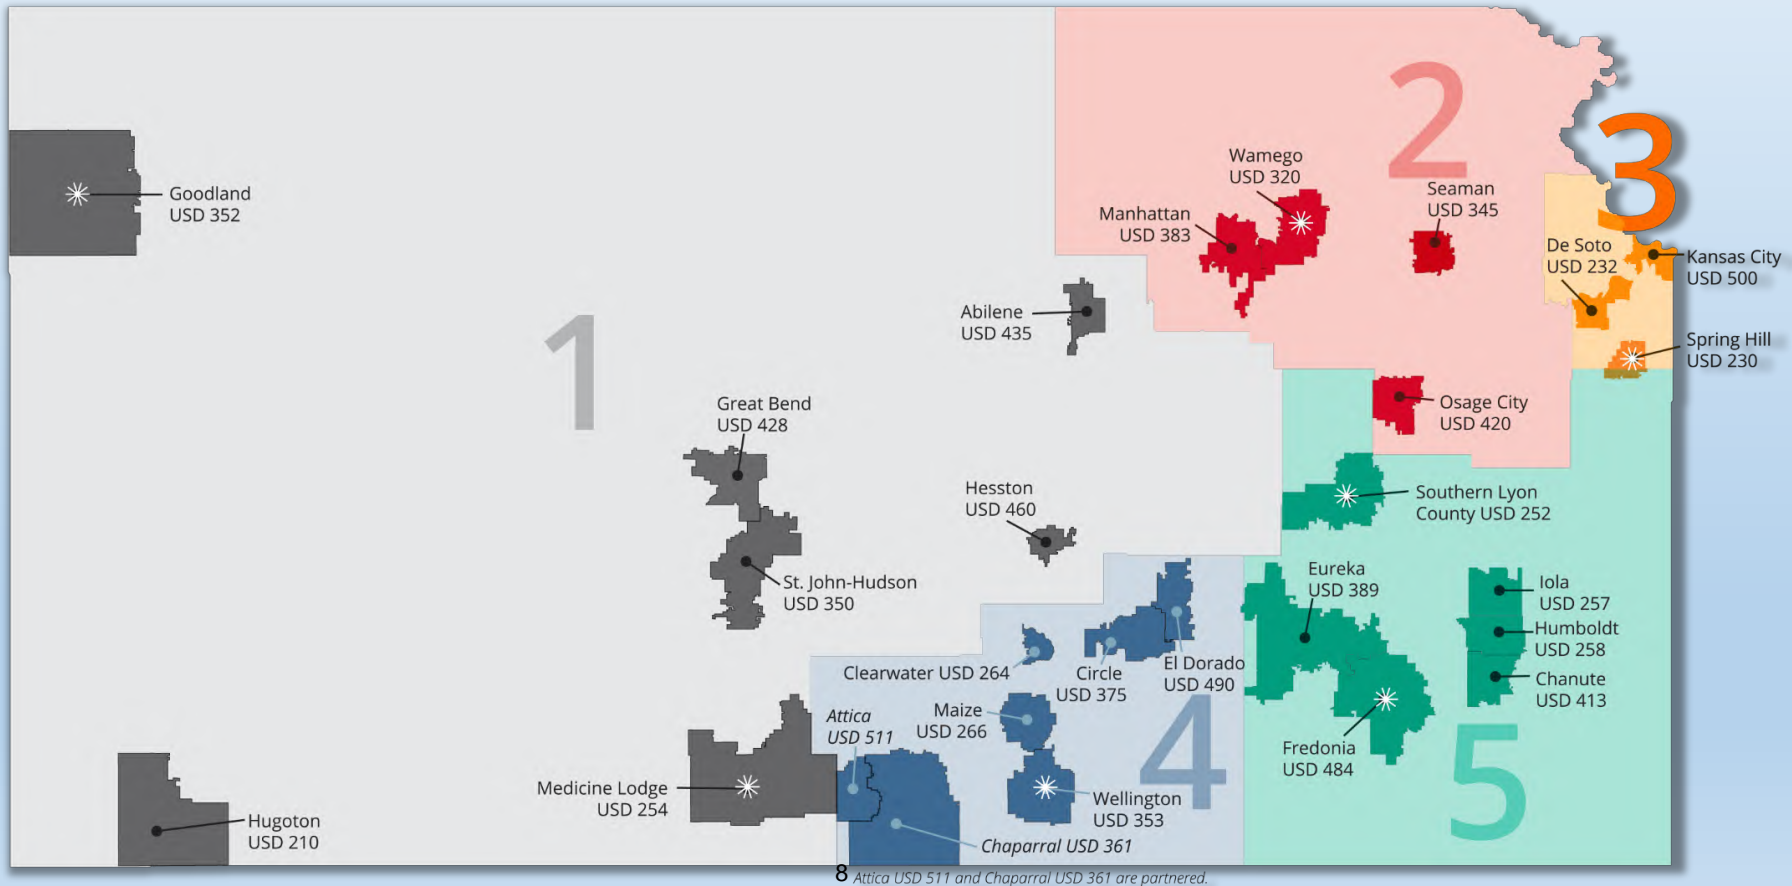 2
3
Wamego
USD 320
Seaman
USD 345
Goodland
USD 352
Manhattan
USD 383
De Soto
USD 232
Kansas City
USD 500
Abilene
USD 435
1
Spring Hill
USD 230
Great Bend
USD 428
Osage City
USD 420
Hesston
USD 460
Southern Lyon
County USD 252
St. John-Hudson
USD 350
Eureka
USD 389
Iola
USD 257
Humboldt
USD 258
Chanute
USD 413
Clearwater USD 264
Circle
USD 375
El Dorado
USD 490
Attica
USD 511
Maize
USD 266
4
Fredonia
USD 484
5
Medicine Lodge
USD 254
Wellington
USD 353
Hugoton
USD 210
Chaparral USD 361
8
Attica USD 511 and Chaparral USD 361 are partnered.